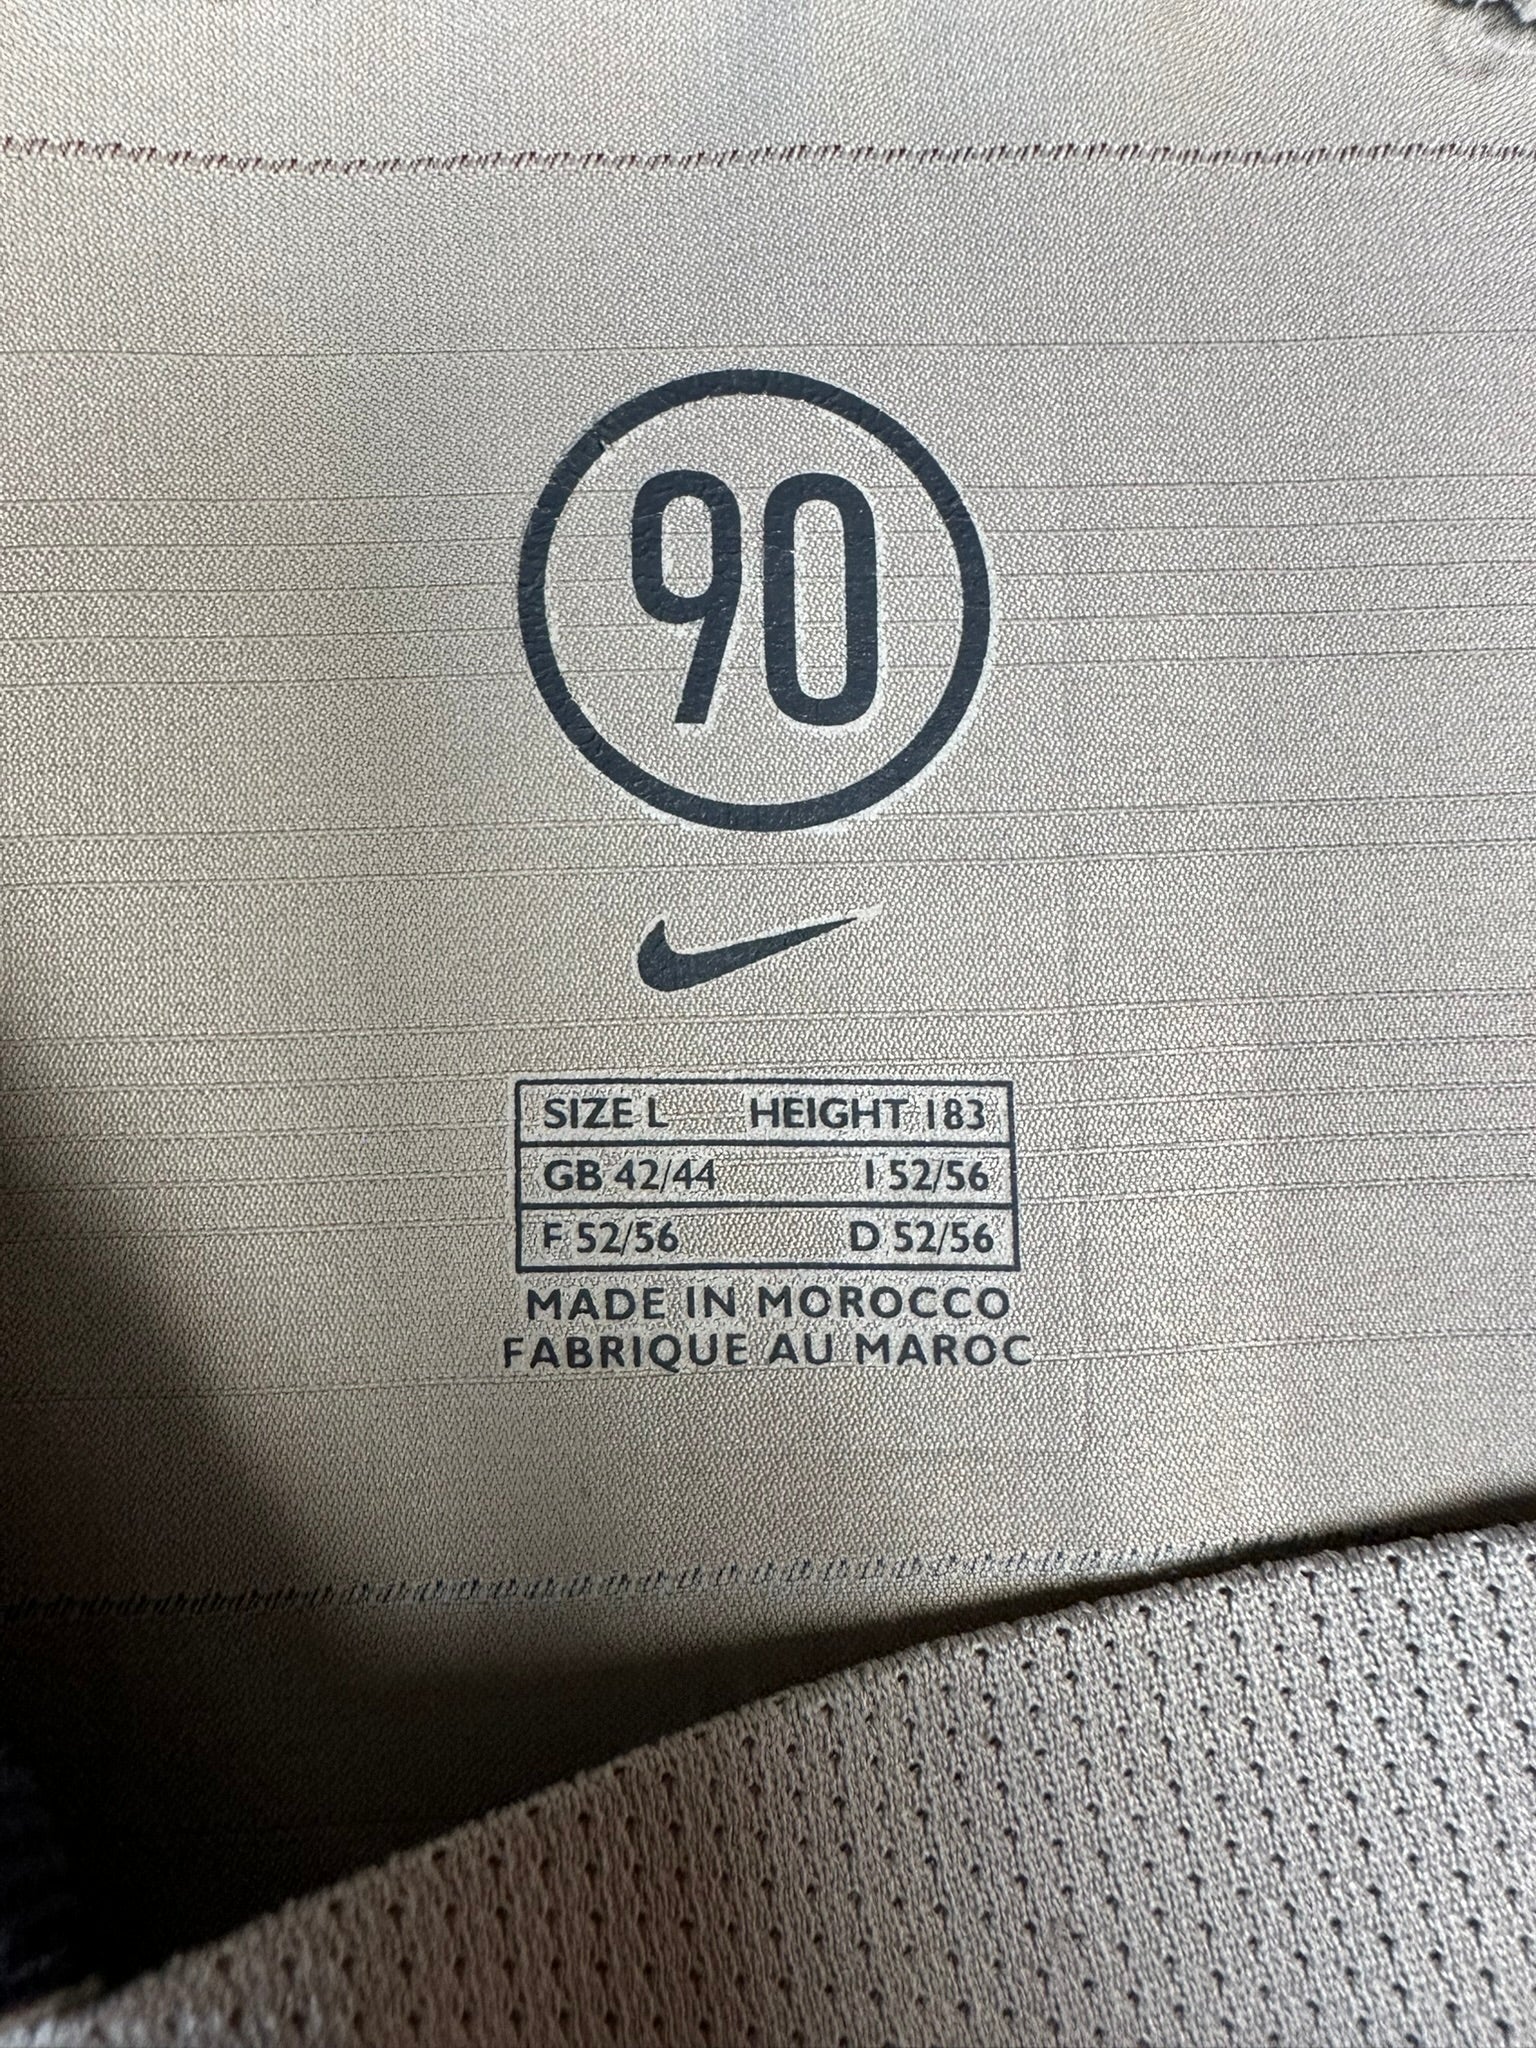 90
SIZE L HEIGHT 183
GB 42/44 I 52/56
F 52/56 D 52/56
MADE IN MOROCCO
FABRIQUE AU MAROC